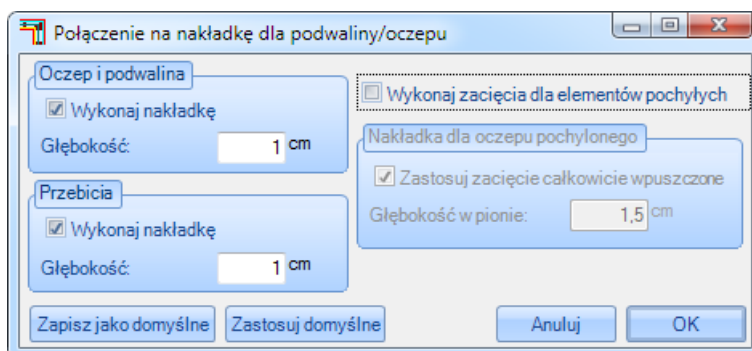 Połączenie na nakładkę dla podwaliny/oczepu
Oczep i podwalina
Wykonaj nakładkę
Głębokość: 1 cm
Przebicia
Wykonaj nakładkę
Głębokość: 1 cm
Wykonaj zacięcia dla elementów pochyłych
Nakładka dla oczepu pochylonego
Zastosuj zacięcie całkowicie wpuszczone
Głębokość w pionie: 1,5 cm
Zapisz jako domyślne Zastosuj domyślne Anuluj OK